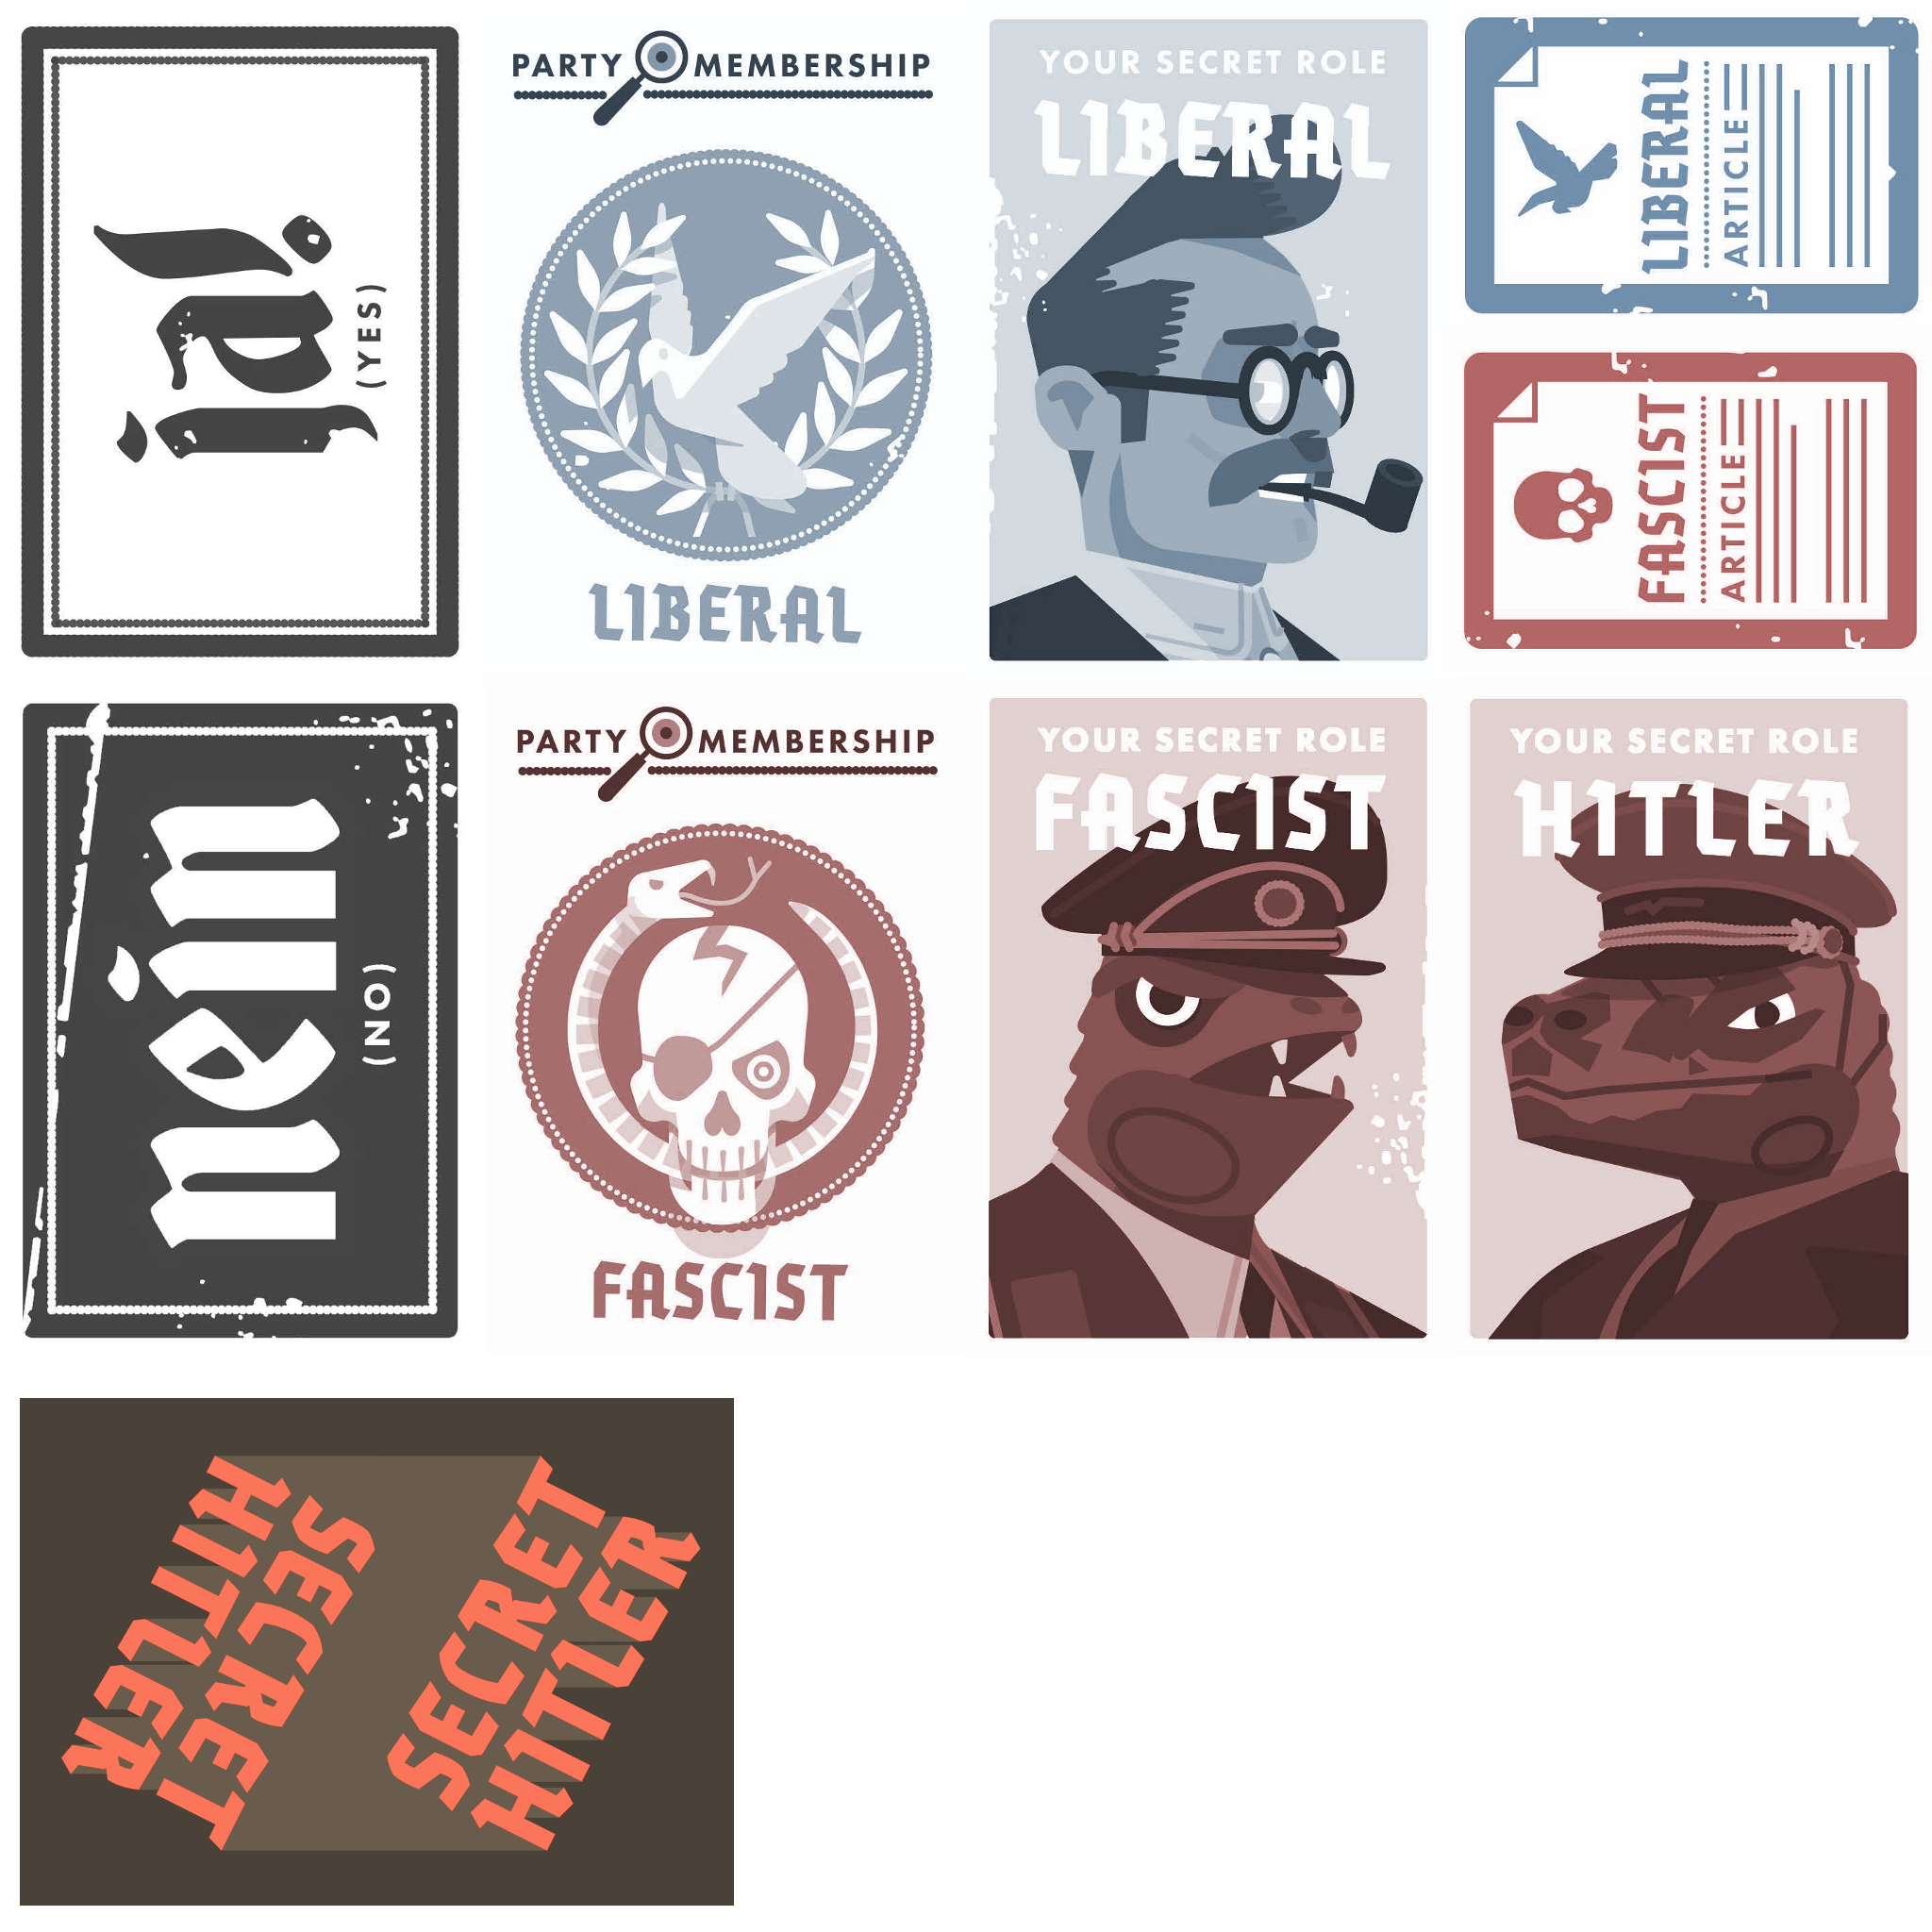 ja!
(YES)
PARTY MEMBERSHIP
LIBERAL
YOUR SECRET ROLE
LIBERAL
LIBERAL
ARTICLE
FASCIST
ARTICLE
nein
(NO)
PARTY MEMBERSHIP
FASCIST
YOUR SECRET ROLE
FASCIST
YOUR SECRET ROLE
HITLER
SECRET
HITLER
SECRET
HITLER